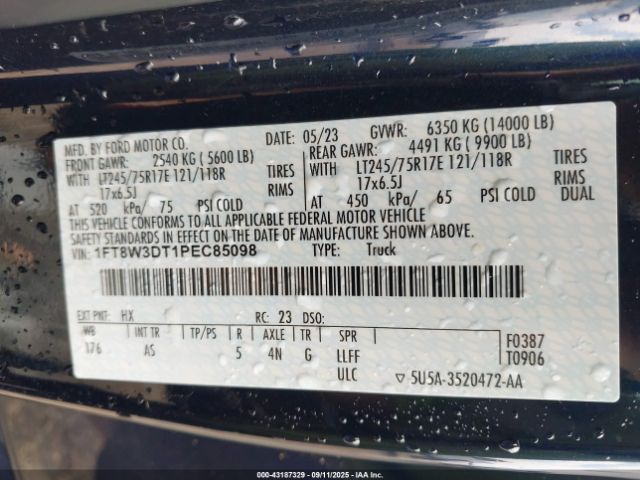 MFD. BY FORD MOTOR CO.
DATE: 05/23 GVWR: 6350 KG (14000 LB)
FRONT GAWR: 2540 KG ( 5600 LB)
REAR GAWR: 4491 KG ( 9900 LB)
WITH LT245/75R17E 121/118R TIRES
WITH LT245/75R17E 121/118R TIRES
17x6.5J RIMS
17x6.5J RIMS
AT 520 kPa/ 75 PSI COLD
AT 450 kPa/ 65 PSI COLD DUAL
THIS VEHICLE CONFORMS TO ALL APPLICABLE FEDERAL MOTOR VEHICLE
SAFETY STANDARDS IN EFFECT ON THE DATE OF MANUFACTURE SHOWN ABOVE.
VIN: 1FT8W3DT1PEC85098 TYPE: Truck
EXT PNT: HX RC: 23 DSO:
WB INT TR TP/PS R AXLE TR SPR
176 AS 5 4N G LLFF
ULC
F0387
T0906
▽ 5U5A-3520472-AA
000-43187329 - 09/11/2025 - IAAI.CA